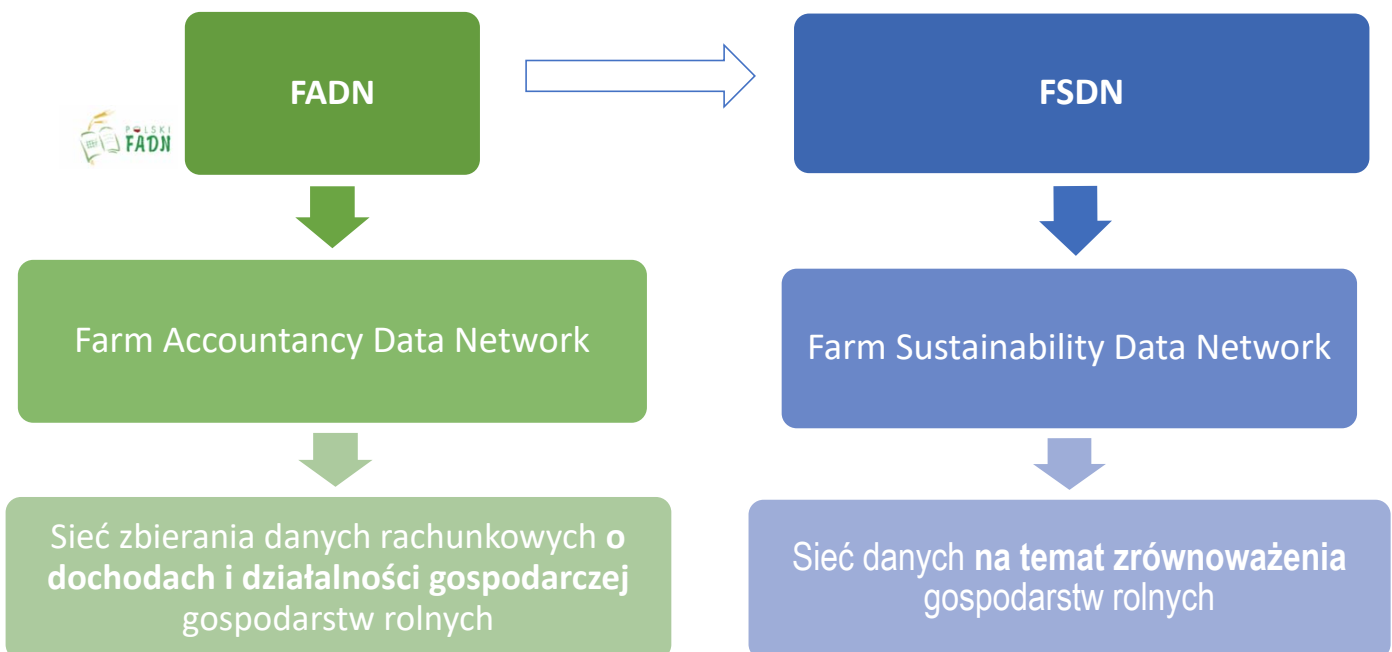 FADN
FSDN
POLSKI
FADN
Farm Accountancy Data Network
Farm Sustainability Data Network
Sieć zbierania danych rachunkowych o
dochodach i działalności gospodarczej
gospodarstw rolnych
Sieć danych na temat zrównoważenia
gospodarstw rolnych